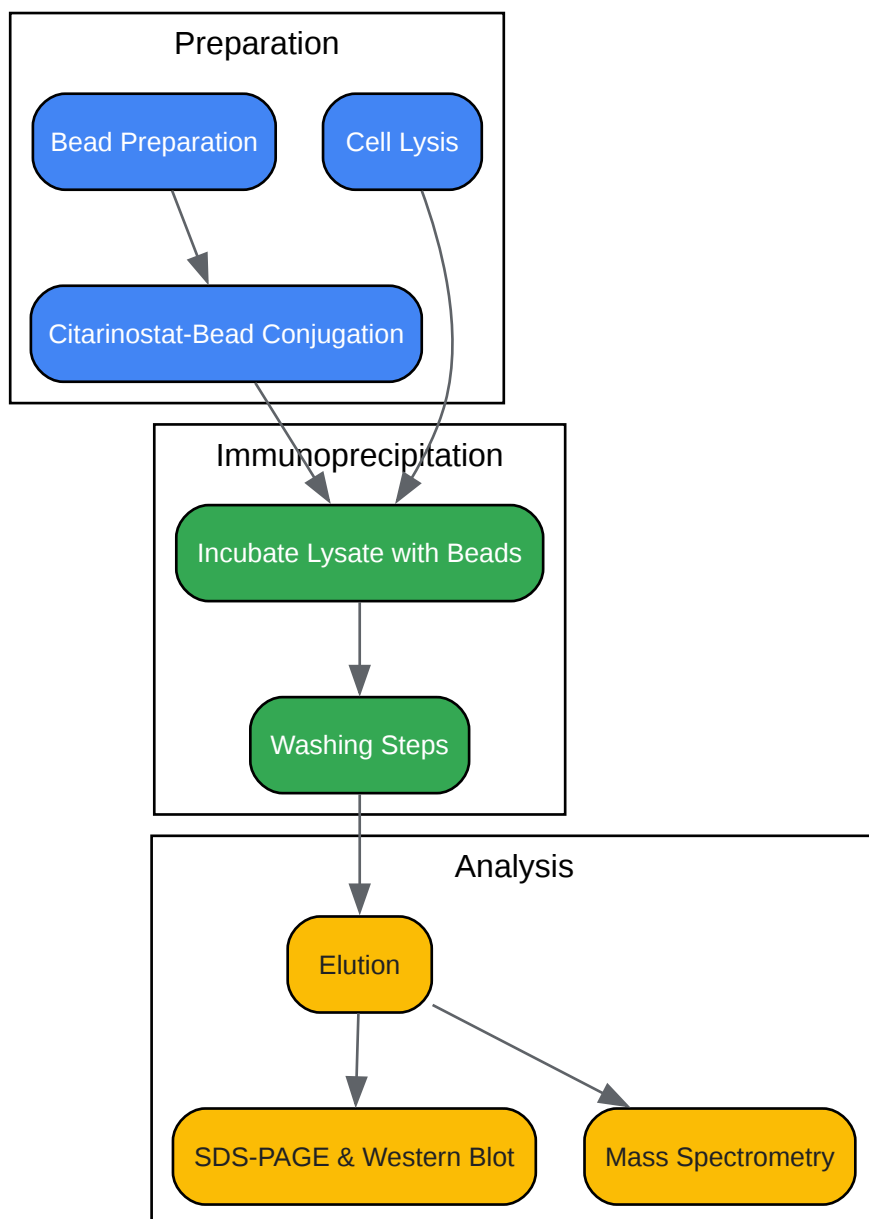 Preparation
Bead Preparation
Cell Lysis
Citarinostat-Bead Conjugation
Immunoprecipitation
Incubate Lysate with Beads
Washing Steps
Analysis
Elution
SDS-PAGE & Western Blot
Mass Spectrometry